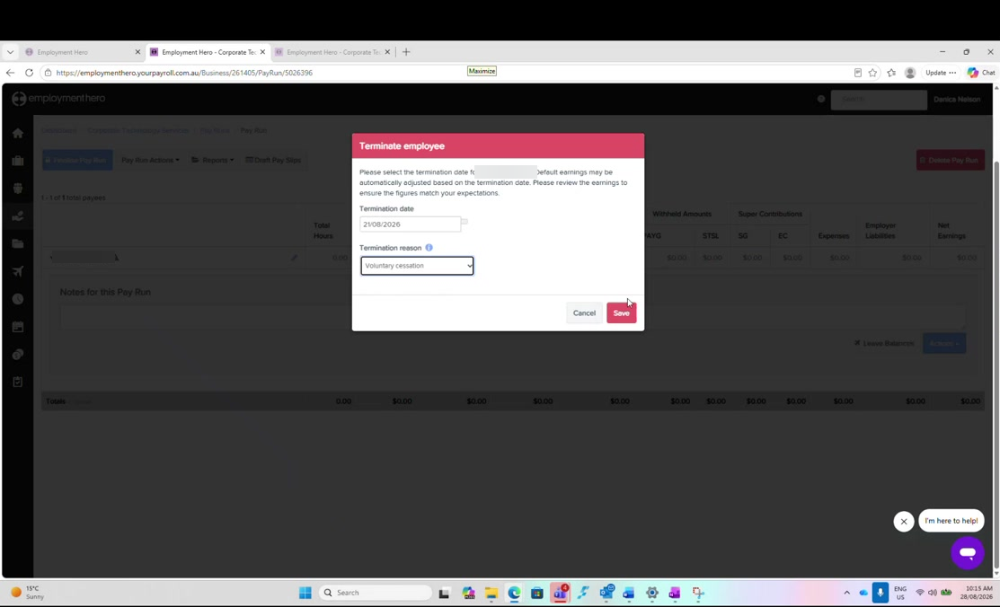 Employment Hero
Employment Hero - Corporate Te
Employment Hero - Corporate Te
https://employmenthero.yourpayroll.com.au/Business/261405/PayRun/5026396
Maximize
Update
Chat
employmenthero
Search
Danica Nelson
Dashboard / Corporate Technology Services / Pay Runs / Pay Run
Finalise Pay Run
Pay Run Actions
Reports
Draft Pay Slips
Delete Pay Run
1 - 1 of 1 total payees
Terminate employee
Please select the termination date fo
Default earnings may be
automatically adjusted based on the termination date. Please review the earnings to
ensure the figures match your expectations.
Termination date
21/08/2026
Termination reason
Voluntary cessation
Cancel
Save
Withheld Amounts
Super Contributions
Total
Hours
PAYG
STSL
SG
EC
Expenses
Employer
Liabilities
Net
Earnings
0.00
$0.00
$0.00
$0.00
$0.00
$0.00
$0.00
$0.00
Notes for this Pay Run
Leave Balances
Actions
Totals
0.00
$0.00
$0.00
$0.00
$0.00
$0.00
$0.00
$0.00
$0.00
$0.00
$0.00
$0.00
I'm here to help!
15°C
Sunny
Search
4
ENG
US
10:15 AM
28/08/2026